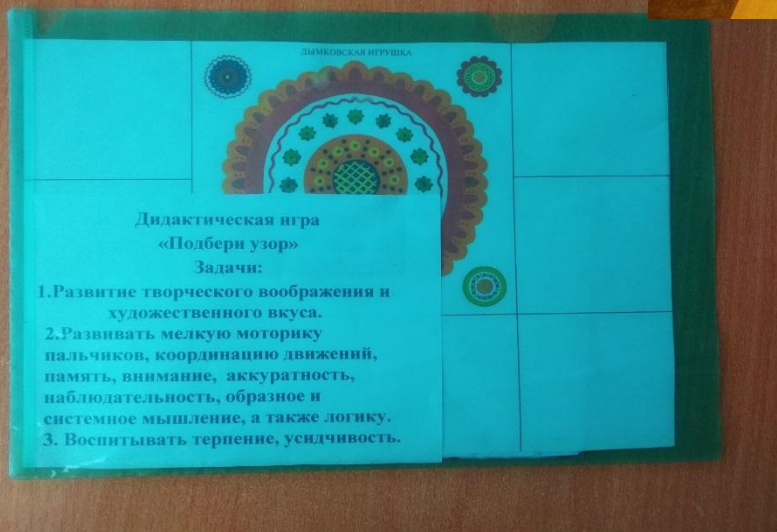 ДЫМКОВСКАЯ ИГРУШКА
Дидактическая игра
«Подбери узор»
Задачи:
1.Развитие творческого воображения и
художественного вкуса.
2.Развивать мелкую моторику
пальчиков, координацию движений,
память, внимание, аккуратность,
наблюдательность, образное и
системное мышление, а также логику.
3. Воспитывать терпение, усидчивость.